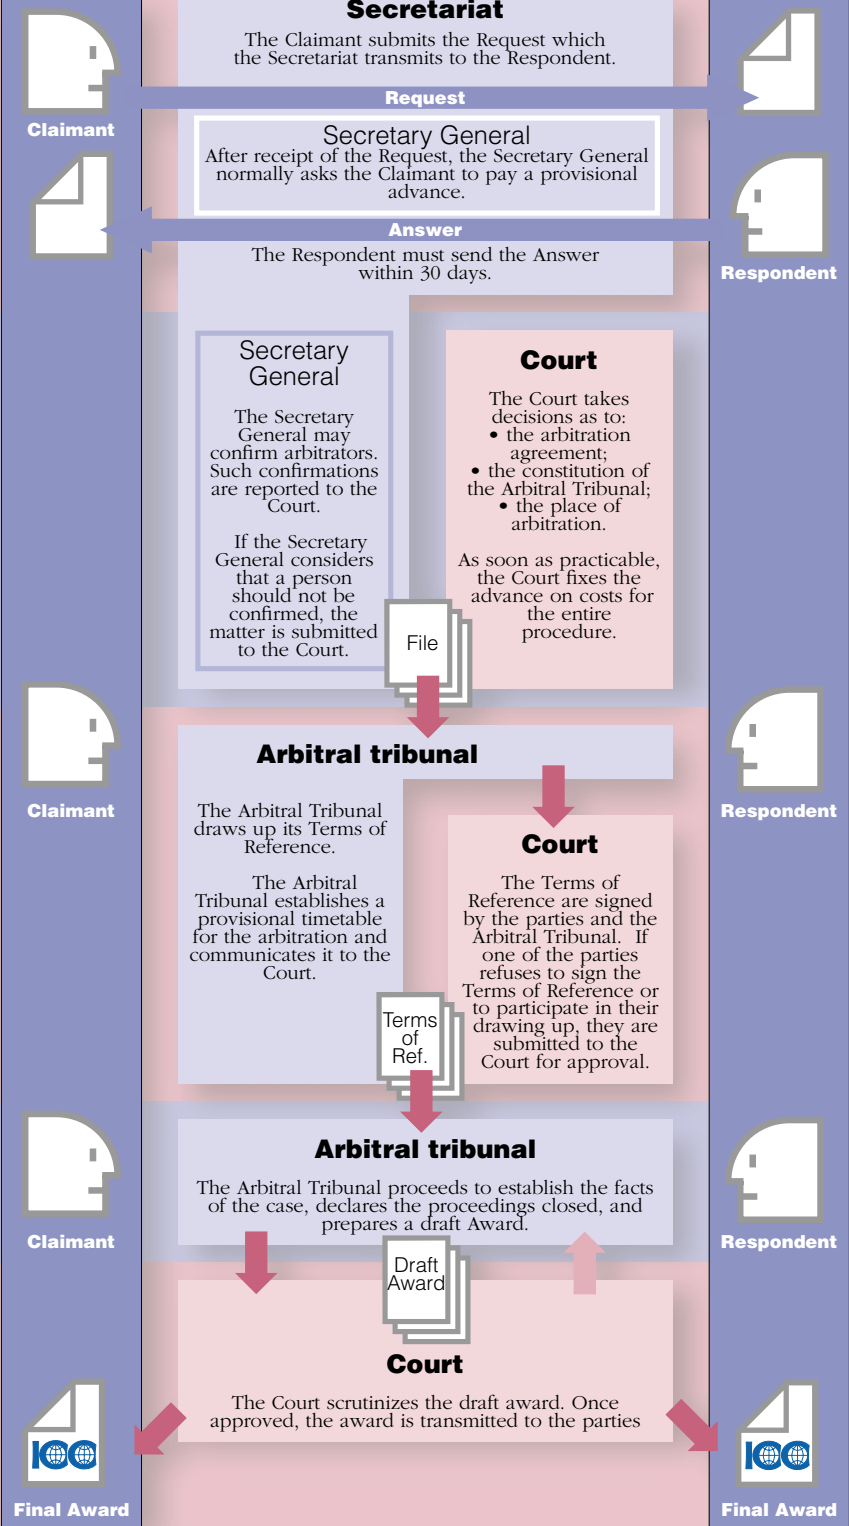 Secretariat
The Claimant submits the Request which
the Secretariat transmits to the Respondent.
Request
Claimant
Secretary General
After receipt of the Request, the Secretary General
normally asks the Claimant to pay a provisional
advance.
Answer
The Respondent must send the Answer
within 30 days.
Respondent
Secretary
General
The Secretary
General may
confirm arbitrators.
Such confirmations
are reported to the
Court.
If the Secretary
General considers
that a person
should not be
confirmed, the
matter is submitted
to the Court.
Court
The Court takes
decisions as to:
• the arbitration
agreement;
• the constitution of
the Arbitral Tribunal;
• the place of
arbitration.
As soon as practicable,
the Court fixes the
advance on costs for
the entire
procedure.
File
Arbitral tribunal
Claimant
Respondent
The Arbitral Tribunal
draws up its Terms of
Reference.
The Arbitral
Tribunal establishes a
provisional timetable
for the arbitration and
communicates it to the
Court.
Court
The Terms of
Reference are signed
by the parties and the
Arbitral Tribunal. If
one of the parties
refuses to sign the
Terms of Reference or
to participate in their
drawing up, they are
submitted to the
Court for approval.
Terms
of
Ref.
Arbitral tribunal
The Arbitral Tribunal proceeds to establish the facts
of the case, declares the proceedings closed, and
prepares a draft Award.
Claimant
Respondent
Draft
Award
Court
The Court scrutinizes the draft award. Once
approved, the award is transmitted to the parties
ICC
ICC
Final Award
Final Award